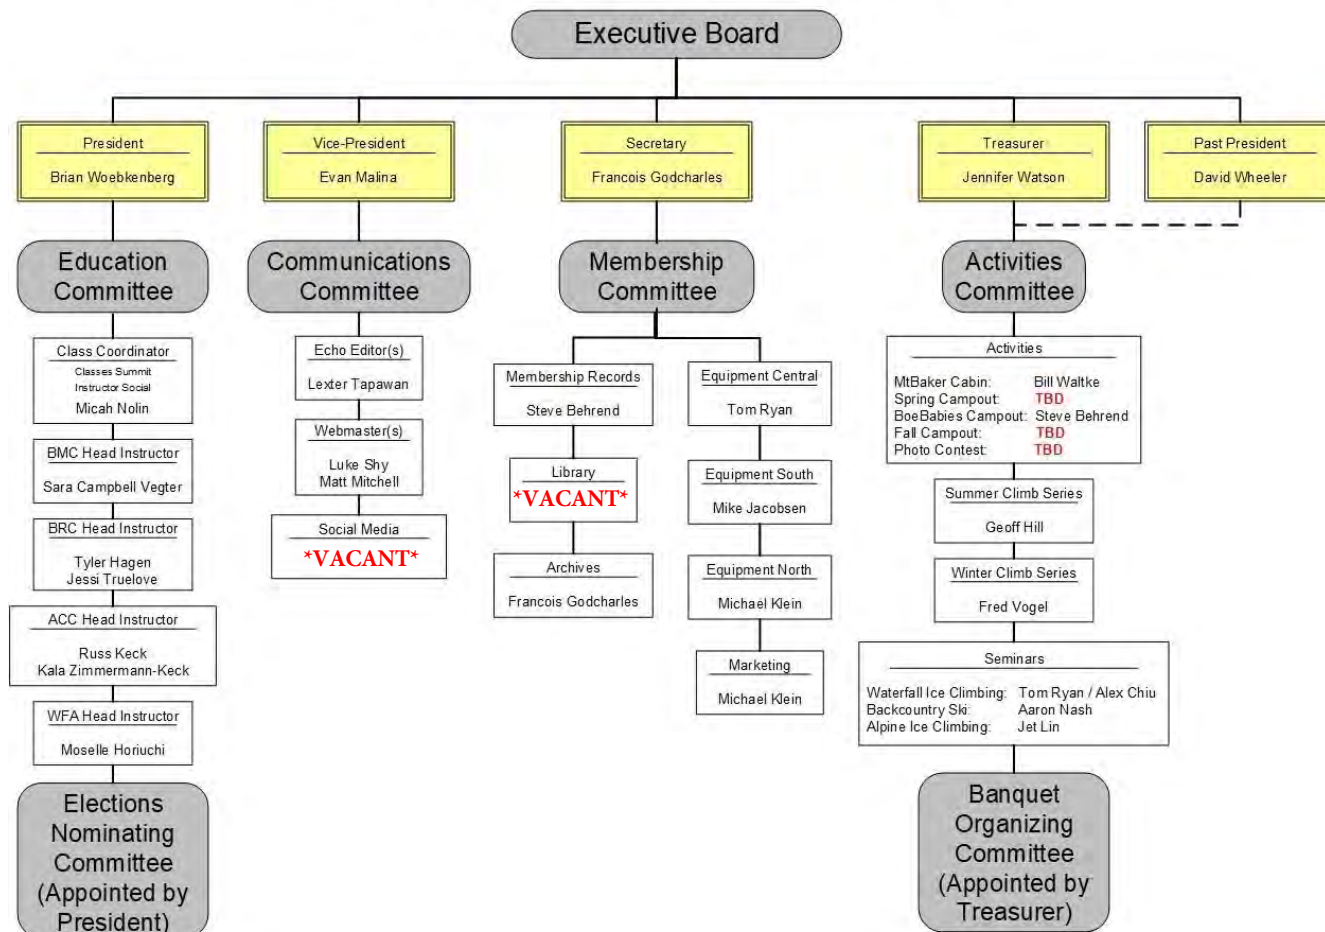 Executive Board
President
Brian Woebkenberg
Vice-President
Evan Malina
Secretary
Francois Godcharles
Treasurer
Jennifer Watson
Past President
David Wheeler
Education
Committee
Class Coordinator
Classes Summit
Instructor Social
Micah Nolin
BMC Head Instructor
Sara Campbell Vegter
BRC Head Instructor
Tyler Hagen
Jessi Truelove
ACC Head Instructor
Russ Keck
Kala Zimmermann-Keck
WFA Head Instructor
Moselle Horiuchi
Elections
Nominating
Committee
(Appointed by
President)
Communications
Committee
Echo Editor(s)
Lexter Tapawan
Webmaster(s)
Luke Shy
Matt Mitchell
Social Media
*VACANT*
Membership
Committee
Membership Records
Steve Behrend
Library
*VACANT*
Archives
Francois Godcharles
Equipment Central
Tom Ryan
Equipment South
Mike Jacobsen
Equipment North
Michael Klein
Marketing
Michael Klein
Activities
Committee
Activities
MtBaker Cabin: Bill Waltke
Spring Campout: TBD
BoeBabies Campout: Steve Behrend
Fall Campout: TBD
Photo Contest: TBD
Summer Climb Series
Geoff Hill
Winter Climb Series
Fred Vogel
Seminars
Waterfall Ice Climbing: Tom Ryan / Alex Chiu
Backcountry Ski: Aaron Nash
Alpine Ice Climbing: Jet Lin
Banquet
Organizing
Committee
(Appointed by
Treasurer)